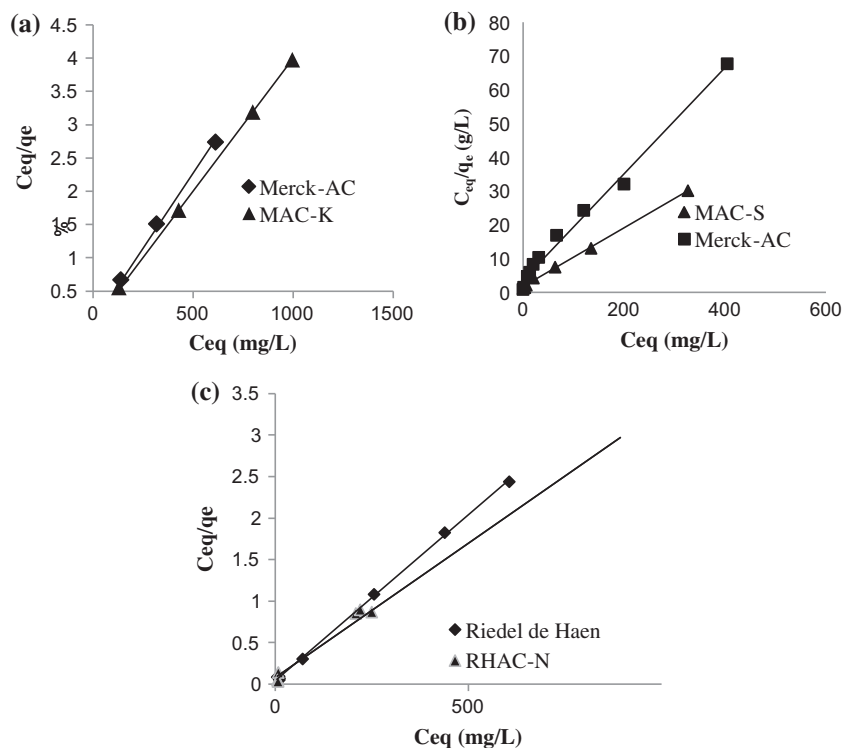 (a)
4.5
4
3.5
3
2.5
2
1.5
1
0.5
0 500 1000 1500
Ceq/qe
%
Ceq (mg/L)
Merck-AC
MAC-K
(b)
80
70
60
50
40
30
20
10
0
0 200 400 600
Ceq/qe (g/L)
Ceq (mg/L)
MAC-S
Merck-AC
(c)
3.5
3
2.5
2
1.5
1
0.5
0
0 500
Ceq/qe
Ceq (mg/L)
Riedel de Haen
RHAC-N